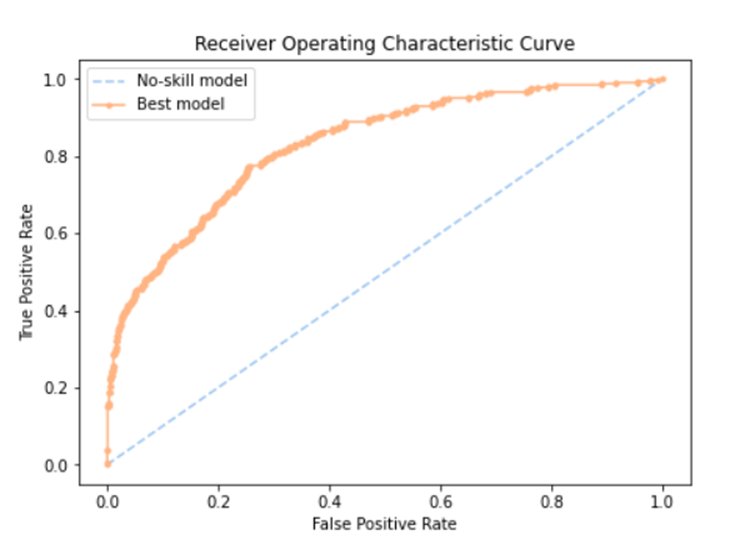 Receiver Operating Characteristic Curve
No-skill model
Best model
1.0
0.8
0.6
0.4
0.2
0.0
True Positive Rate
0.0 0.2 0.4 0.6 0.8 1.0
False Positive Rate